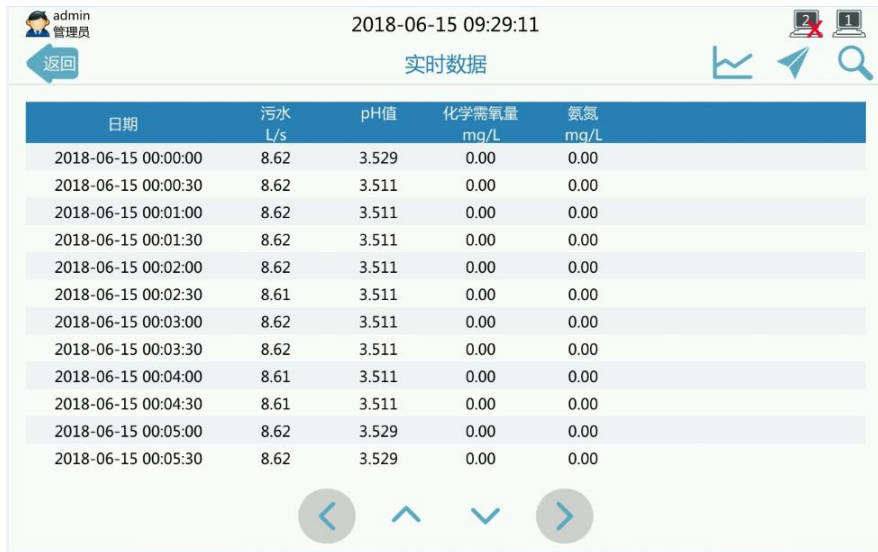 admin
管理员
2018-06-15 09:29:11
2
1
返回
实时数据
日期
污水
L/s
pH值
化学需氧量
mg/L
氨氮
mg/L
2018-06-15 00:00:00 8.62 3.529 0.00 0.00
2018-06-15 00:00:30 8.62 3.511 0.00 0.00
2018-06-15 00:01:00 8.62 3.511 0.00 0.00
2018-06-15 00:01:30 8.62 3.511 0.00 0.00
2018-06-15 00:02:00 8.62 3.511 0.00 0.00
2018-06-15 00:02:30 8.61 3.511 0.00 0.00
2018-06-15 00:03:00 8.62 3.511 0.00 0.00
2018-06-15 00:03:30 8.62 3.511 0.00 0.00
2018-06-15 00:04:00 8.61 3.511 0.00 0.00
2018-06-15 00:04:30 8.61 3.511 0.00 0.00
2018-06-15 00:05:00 8.62 3.529 0.00 0.00
2018-06-15 00:05:30 8.62 3.529 0.00 0.00